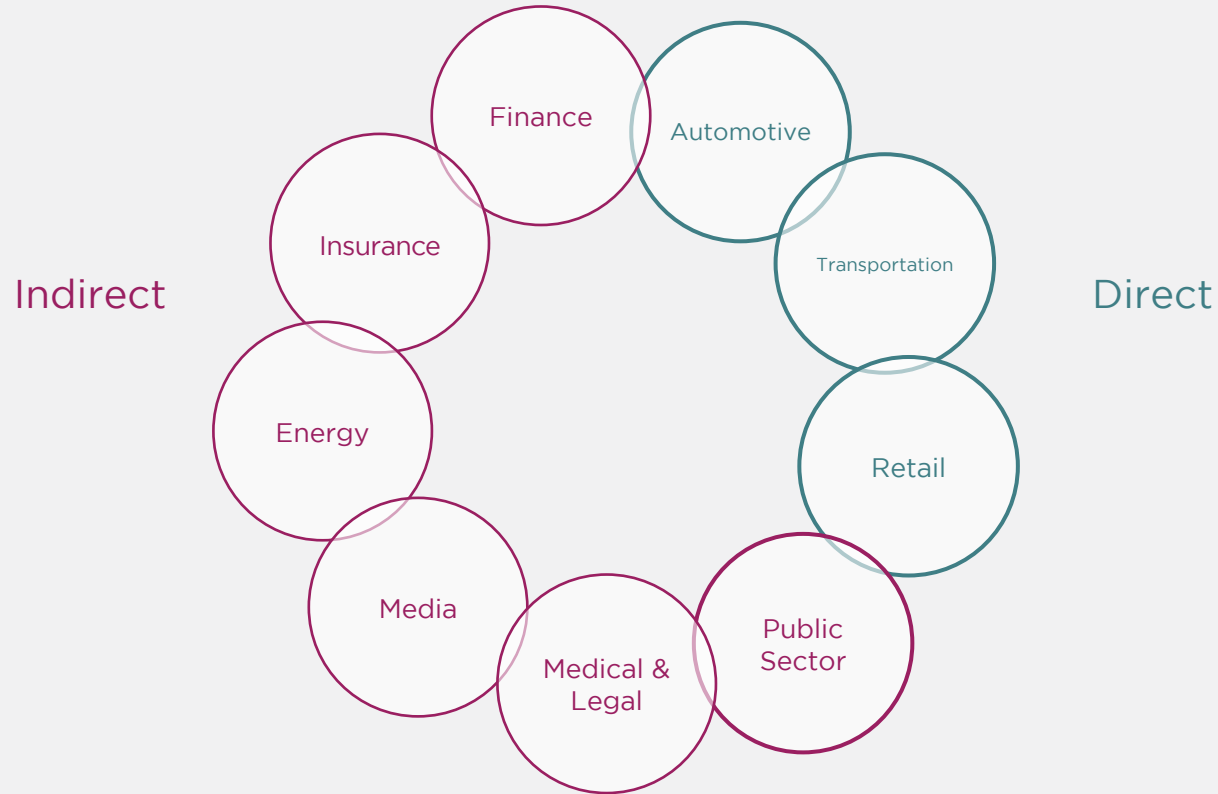 Finance
Automotive
Insurance
Transportation
Indirect
Direct
Energy
Retail
Media
Public
Sector
Medical &
Legal